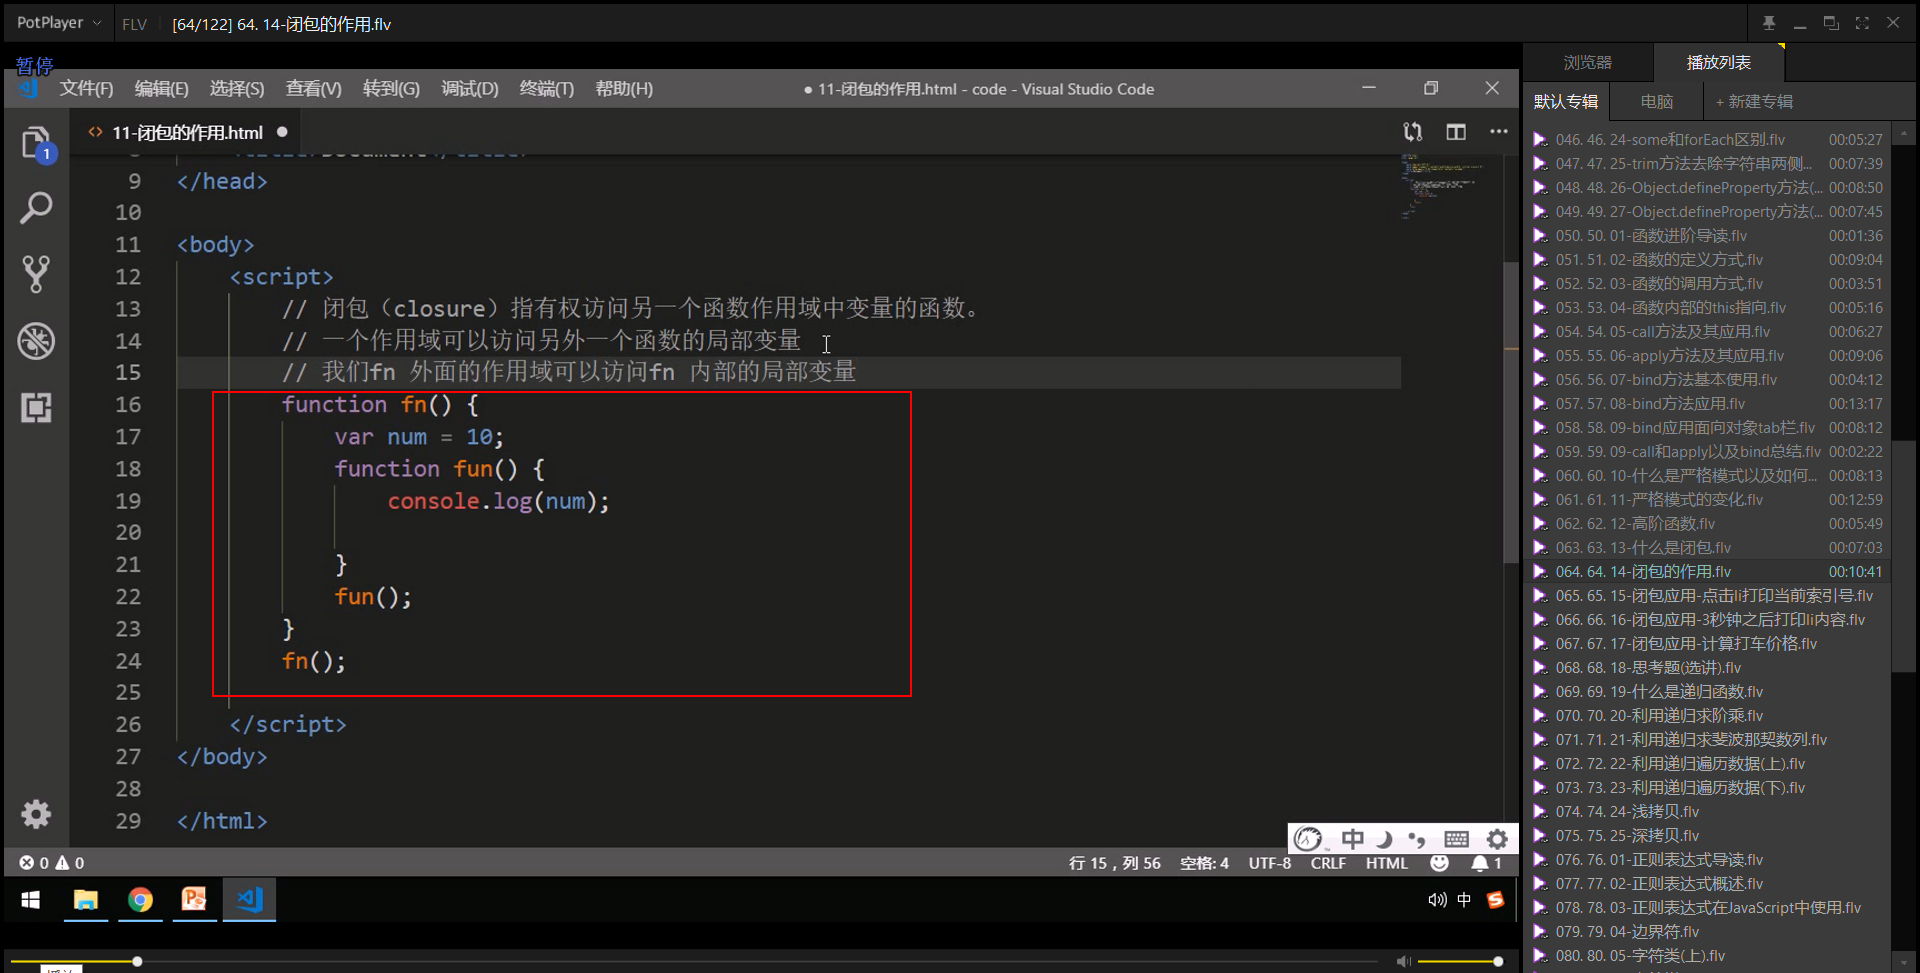 PotPlayer FLV [64/122] 64. 14-闭包的作用.flv
暂停
文件(F) 编辑(E) 选择(S) 查看(V) 转到(G) 调试(D) 终端(T) 帮助(H) ● 11-闭包的作用.html - code - Visual Studio Code
<> 11-闭包的作用.html ●
1
9 </head>
10
11 <body>
12 <script>
13 // 闭包（closure）指有权访问另一个函数作用域中变量的函数。
14 // 一个作用域可以访问另外一个函数的局部变量
15 // 我们fn 外面的作用域可以访问fn 内部的局部变量
16 function fn() {
17 var num = 10;
18 function fun() {
19 console.log(num);
20
21 }
22 fun();
23 }
24 fn();
25
26 </script>
27 </body>
28
29 </html>
中
0 0 行 15，列 56 空格: 4 UTF-8 CRLF HTML 1
中
浏览器 播放列表
默认专辑 电脑 + 新建专辑
046. 46. 24-some和forEach区别.flv 00:05:27
047. 47. 25-trim方法去除字符串两侧... 00:07:39
048. 48. 26-Object.defineProperty方法(... 00:08:50
049. 49. 27-Object.defineProperty方法(... 00:07:45
050. 50. 01-函数进阶导读.flv 00:01:36
051. 51. 02-函数的定义方式.flv 00:09:04
052. 52. 03-函数的调用方式.flv 00:03:51
053. 53. 04-函数内部的this指向.flv 00:05:16
054. 54. 05-call方法及其应用.flv 00:06:27
055. 55. 06-apply方法及其应用.flv 00:09:06
056. 56. 07-bind方法基本使用.flv 00:04:12
057. 57. 08-bind方法应用.flv 00:13:17
058. 58. 09-bind应用面向对象tab栏.flv 00:08:12
059. 59. 09-call和apply以及bind总结.flv 00:02:22
060. 60. 10-什么是严格模式以及如何... 00:08:13
061. 61. 11-严格模式的变化.flv 00:12:59
062. 62. 12-高阶函数.flv 00:05:49
063. 63. 13-什么是闭包.flv 00:07:03
064. 64. 14-闭包的作用.flv 00:10:41
065. 65. 15-闭包应用-点击li打印当前索引号.flv
066. 66. 16-闭包应用-3秒钟之后打印li内容.flv
067. 67. 17-闭包应用-计算打车价格.flv
068. 68. 18-思考题(选讲).flv
069. 69. 19-什么是递归函数.flv
070. 70. 20-利用递归求阶乘.flv
071. 71. 21-利用递归求斐波那契数列.flv
072. 72. 22-利用递归遍历数据(上).flv
073. 73. 23-利用递归遍历数据(下).flv
074. 74. 24-浅拷贝.flv
075. 75. 25-深拷贝.flv
076. 76. 01-正则表达式导读.flv
077. 77. 02-正则表达式概述.flv
078. 78. 03-正则表达式在JavaScript中使用.flv
079. 79. 04-边界符.flv
080. 80. 05-字符类(上).flv